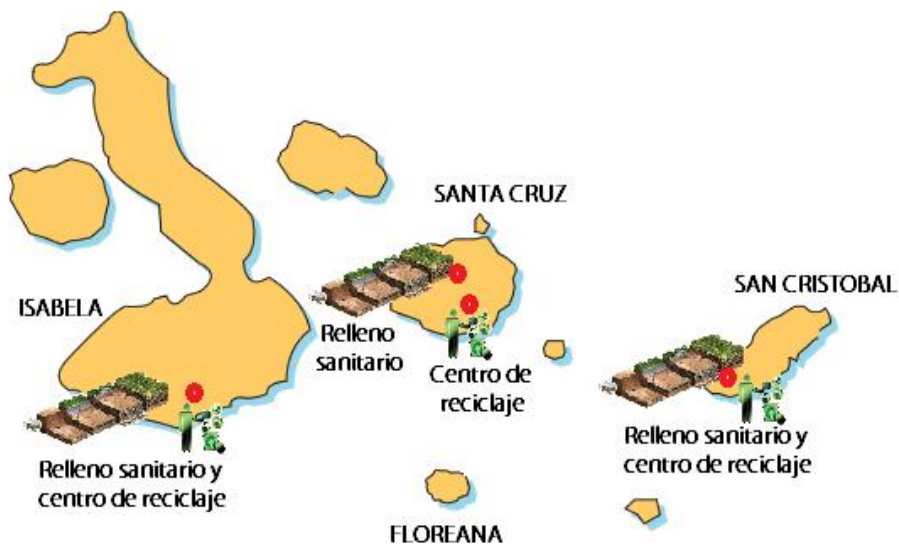 SANTA CRUZ
ISABELA
SAN CRISTOBAL
Relleno
sanitario
Centro de
reciclaje
Relleno sanitario y
centro de reciclaje
Relleno sanitario y
centro de reciclaje
FLOREANA